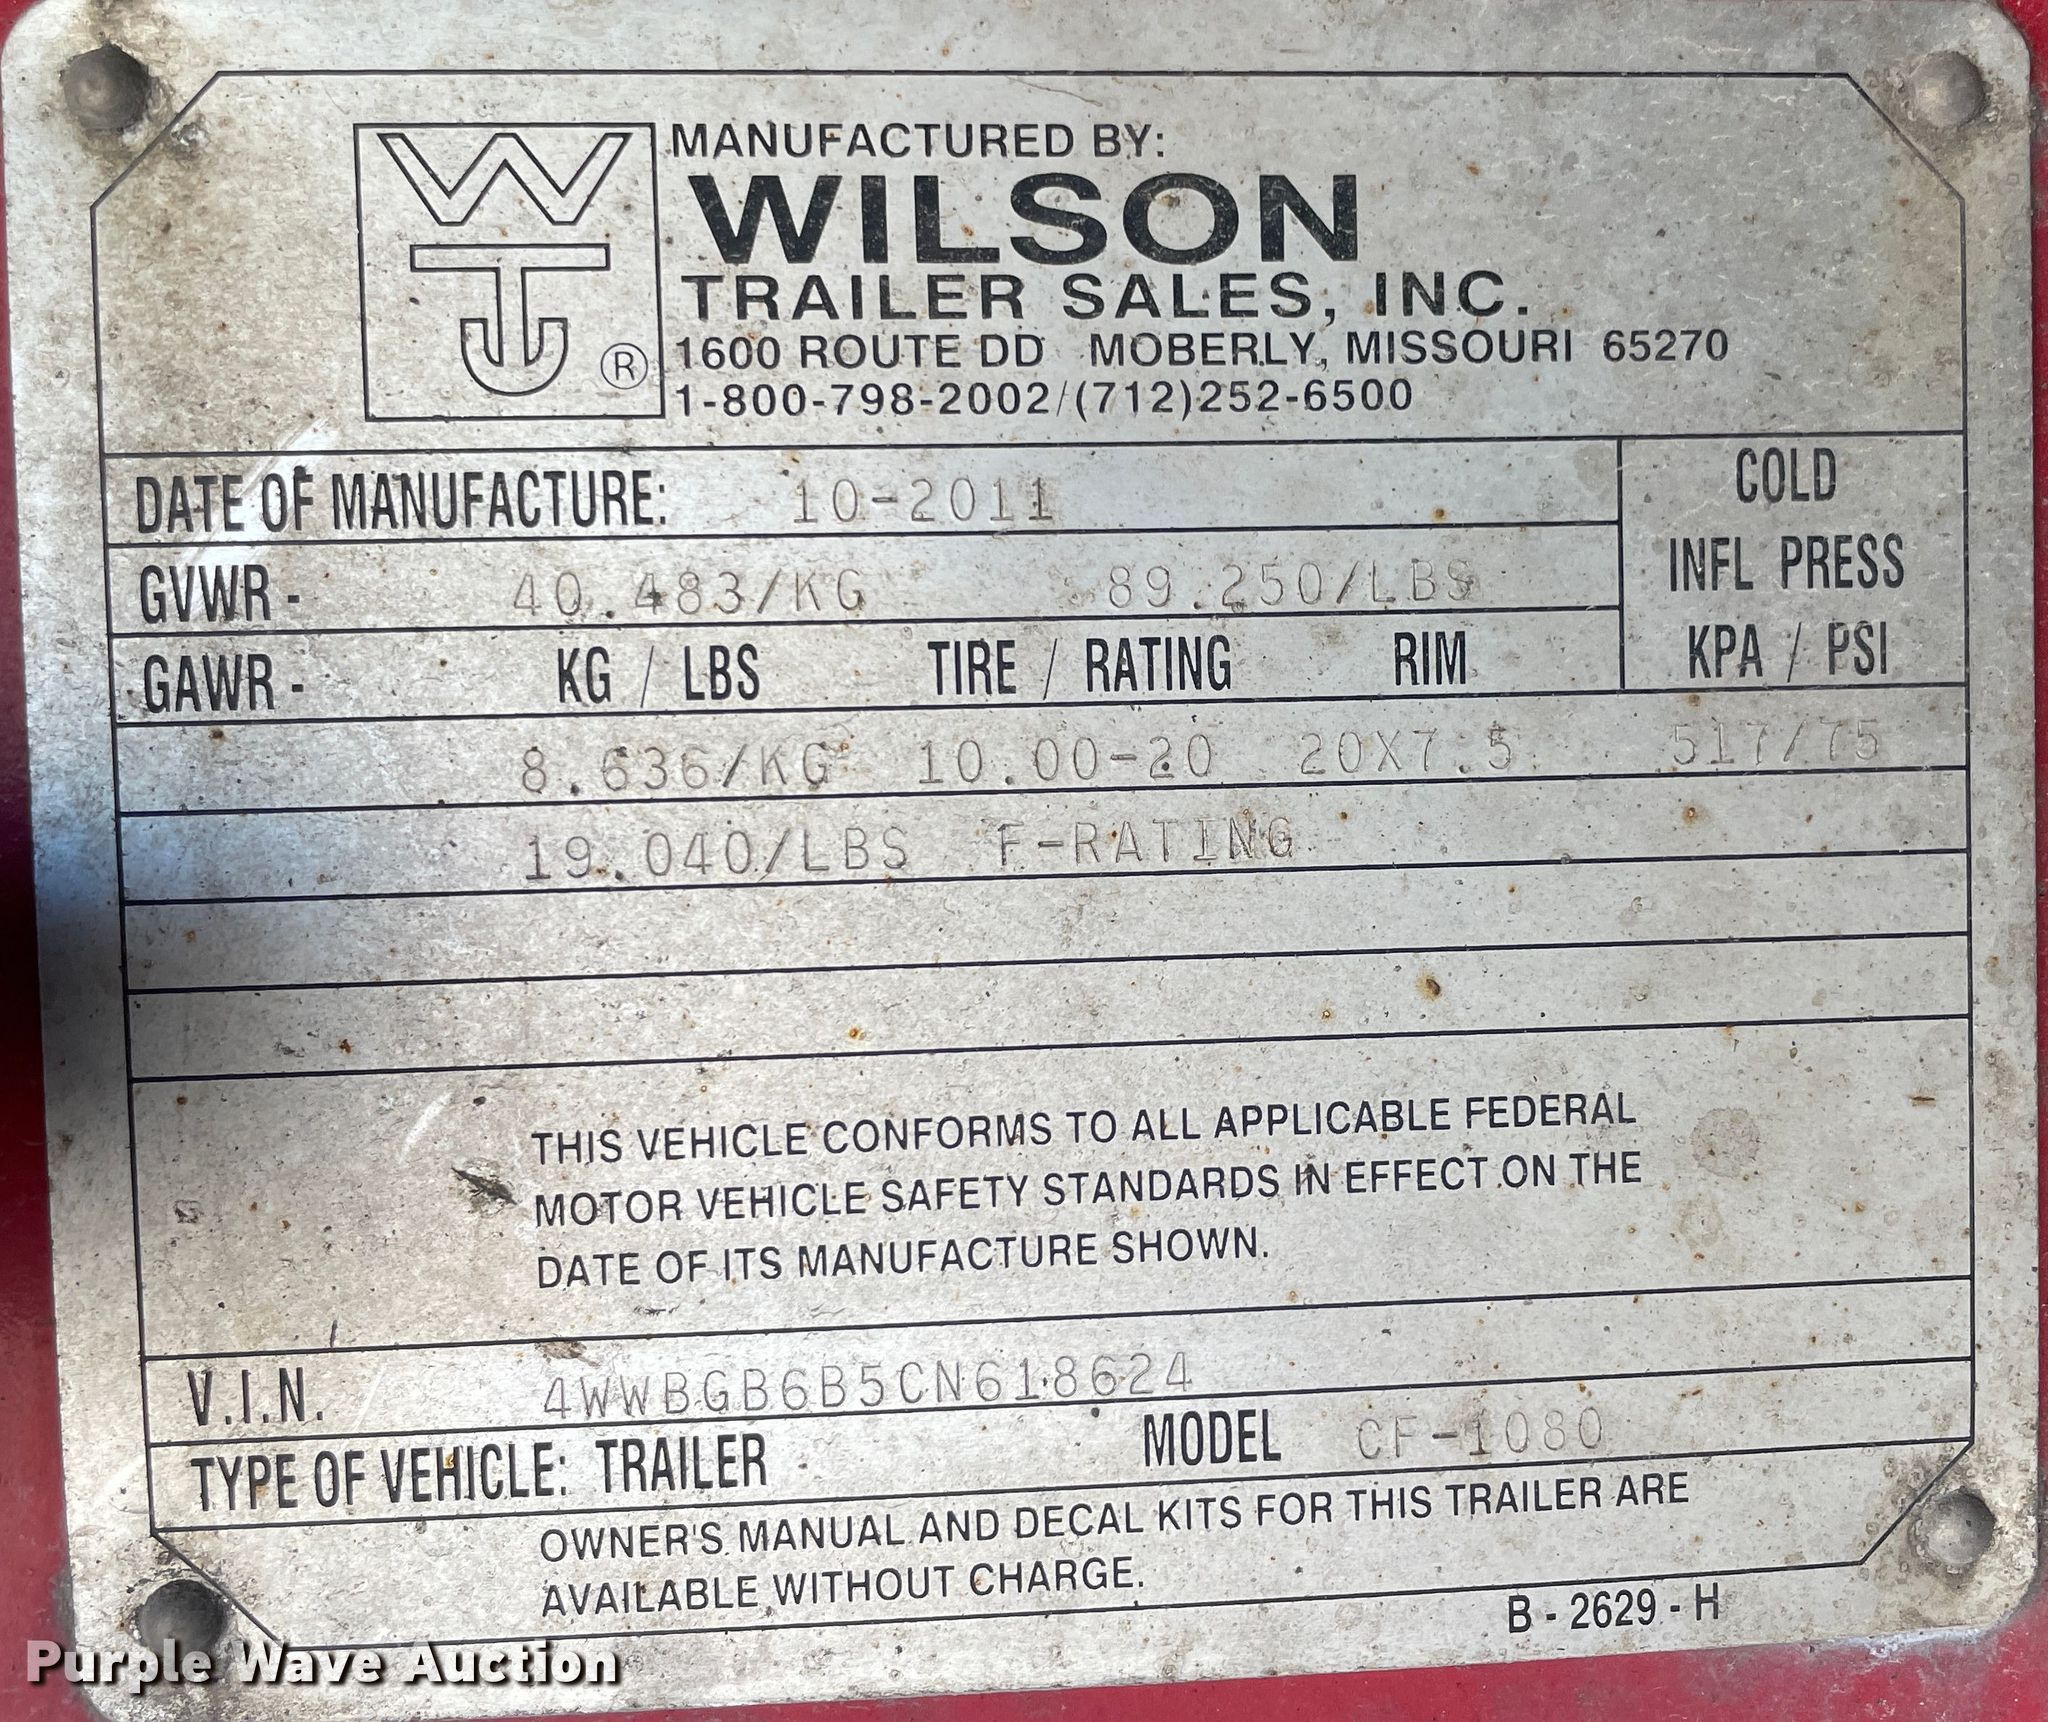 WTJ ®
MANUFACTURED BY:
WILSON
TRAILER SALES, INC.
1600 ROUTE DD MOBERLY, MISSOURI 65270
1-800-798-2002/(712)252-6500
DATE OF MANUFACTURE: 10-2011
COLD
INFL PRESS
KPA / PSI
GVWR - 40.483/KG 89.250/LBS
GAWR - KG / LBS TIRE / RATING RIM
8.636/KG 10.00-20 20X7.5 517/75
19.040/LBS F-RATING
THIS VEHICLE CONFORMS TO ALL APPLICABLE FEDERAL
MOTOR VEHICLE SAFETY STANDARDS IN EFFECT ON THE
DATE OF ITS MANUFACTURE SHOWN.
V.I.N. 4WWBGB6B5CN618624
TYPE OF VEHICLE: TRAILER MODEL CF-1080
OWNER'S MANUAL AND DECAL KITS FOR THIS TRAILER ARE
AVAILABLE WITHOUT CHARGE.
B - 2629 - H
Purple Wave Auction